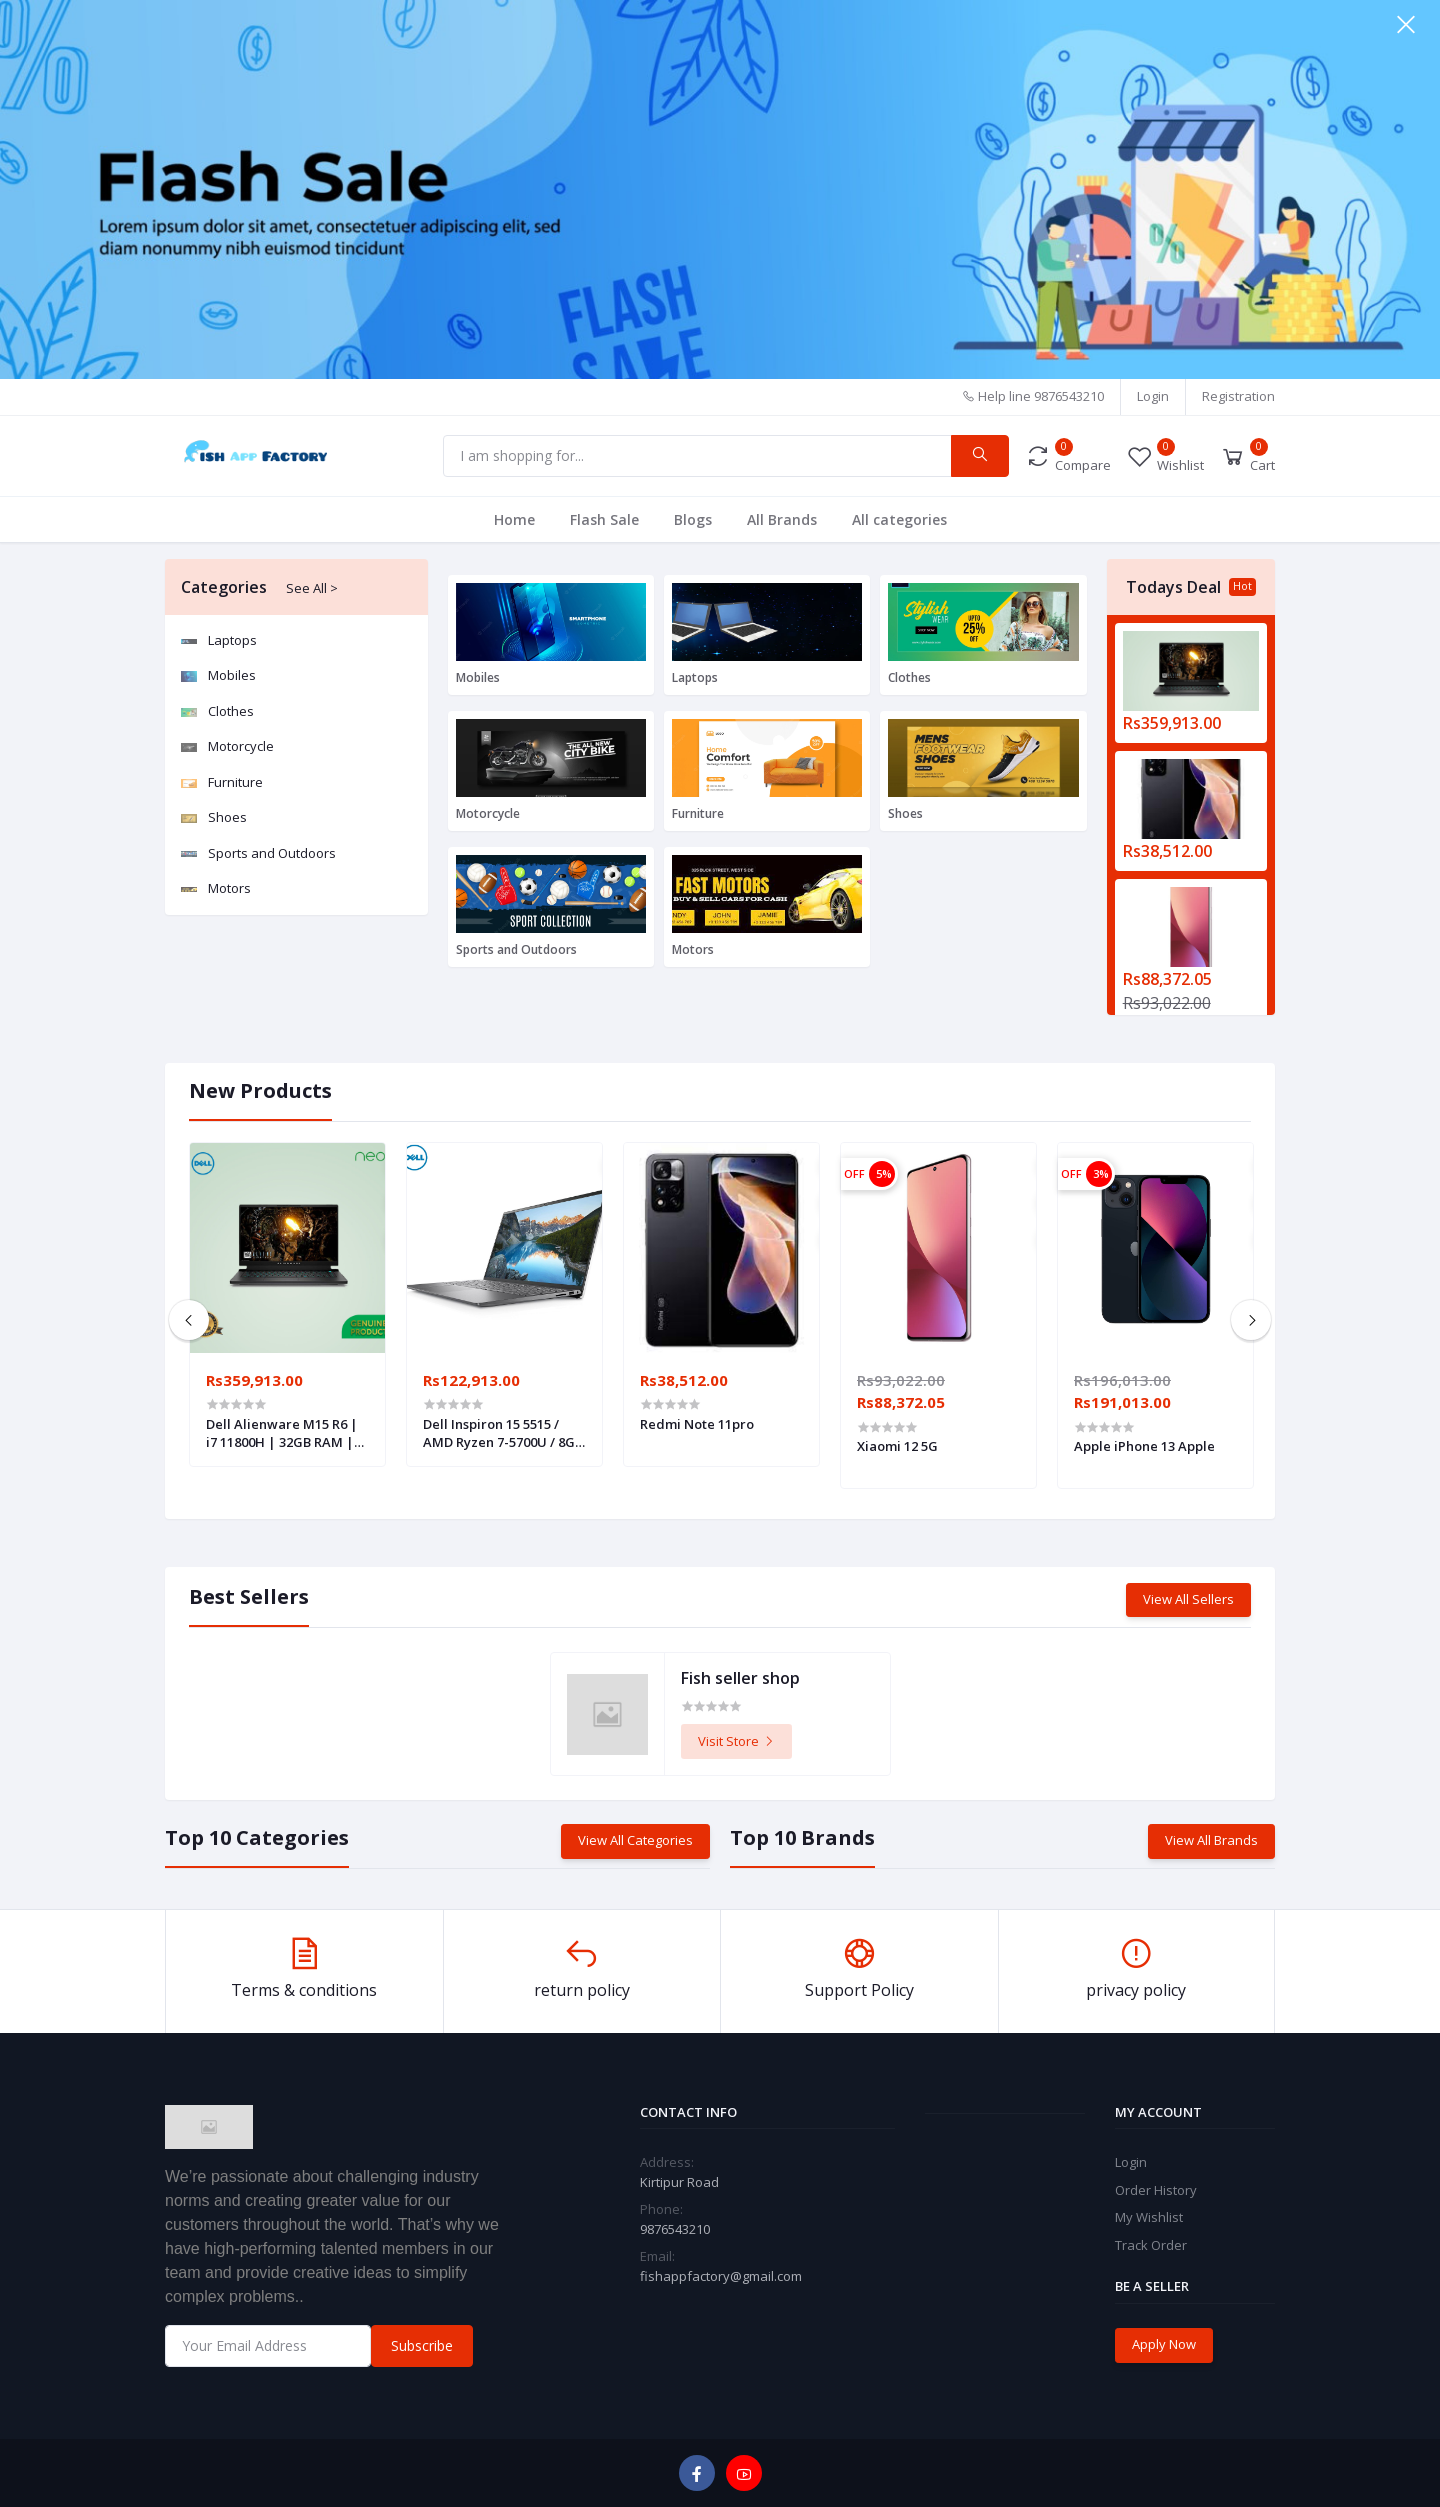 Flash Sale
Lorem ipsum dolor sit amet, consectetuer adipiscing elit, sed
diam nonummy nibh euismod tincidunt
FLASH
SALE
Help line 9876543210
Login
Registration
Fish App Factory
I am shopping for...
0
Compare
0
Wishlist
0
Cart
Home
Flash Sale
Blogs
All Brands
All categories
Categories
See All >
Laptops
Mobiles
Clothes
Motorcycle
Furniture
Shoes
Sports and Outdoors
Motors
SMARTPHONE
Mobiles
Laptops
Stylish
WEAR
UPTO
25%
OFF
Clothes
THE ALL NEW
CITY BIKE
Motorcycle
Home
Comfort
Furniture
MENS
FOOTWEAR
SHOES
Shoes
SPORT COLLECTION
Sports and Outdoors
FAST MOTORS
BUY & SELL CARS FOR CASH
NDY
JOHN
JAMIE
Motors
Todays Deal
Hot
Rs359,913.00
Rs38,512.00
Rs88,372.05
Rs93,022.00
New Products
DELL
neo
GENUINE
PRODUCT
Rs359,913.00
Dell Alienware M15 R6 |
i7 11800H | 32GB RAM |...
DELL
Rs122,913.00
Dell Inspiron 15 5515 /
AMD Ryzen 7-5700U / 8G...
Redmi
Rs38,512.00
Redmi Note 11pro
OFF 5%
Rs93,022.00
Rs88,372.05
Xiaomi 12 5G
OFF 3%
Rs196,013.00
Rs191,013.00
Apple iPhone 13 Apple
Best Sellers
View All Sellers
Fish seller shop
Visit Store
Top 10 Categories
View All Categories
Top 10 Brands
View All Brands
Terms & conditions
return policy
Support Policy
privacy policy
We're passionate about challenging industry
norms and creating greater value for our
customers throughout the world. That's why we
have high-performing talented members in our
team and provide creative ideas to simplify
complex problems..
Your Email Address
Subscribe
CONTACT INFO
Address:
Kirtipur Road
Phone:
9876543210
Email:
fishappfactory@gmail.com
MY ACCOUNT
Login
Order History
My Wishlist
Track Order
BE A SELLER
Apply Now